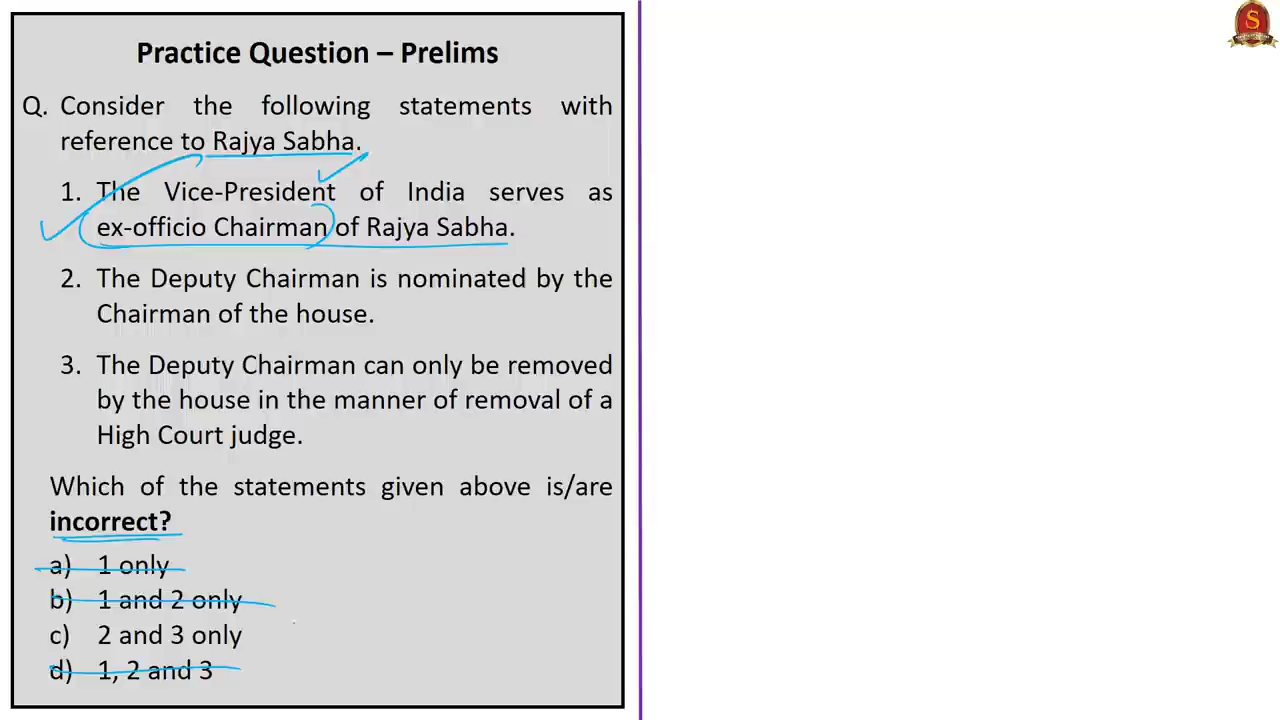 Practice Question – Prelims
Q. Consider the following statements with
reference to Rajya Sabha.
1. The Vice-President of India serves as
ex-officio Chairman of Rajya Sabha.
2. The Deputy Chairman is nominated by the
Chairman of the house.
3. The Deputy Chairman can only be removed
by the house in the manner of removal of a
High Court judge.
Which of the statements given above is/are
incorrect?
a) 1 only
b) 1 and 2 only
c) 2 and 3 only
d) 1, 2 and 3
S